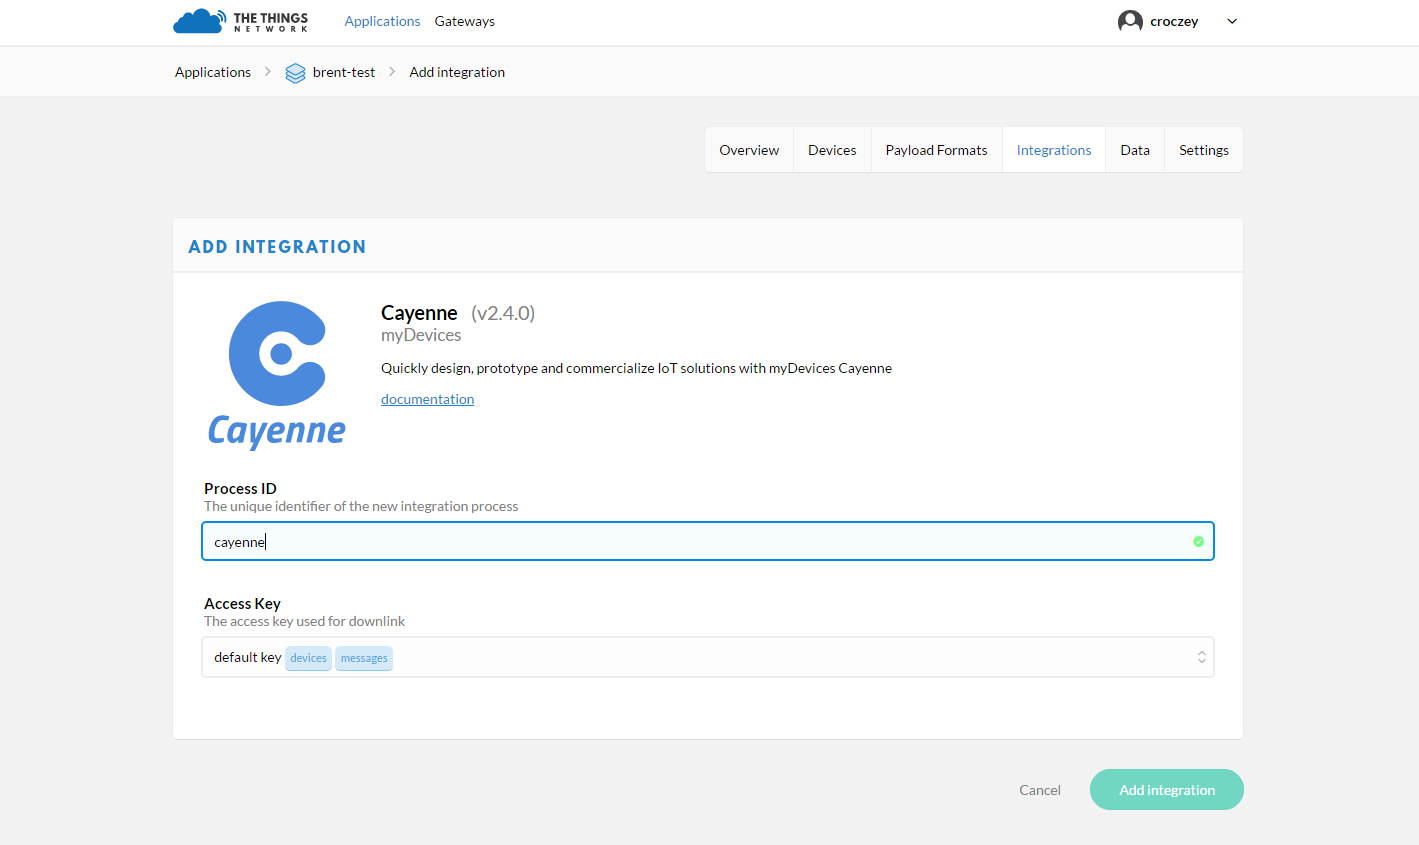 THE THINGS
NETWORK
Applications Gateways
croczey
Applications brent-test Add integration
Overview Devices Payload Formats Integrations Data Settings
ADD INTEGRATION
Cayenne
Cayenne (v2.4.0)
myDevices
Quickly design, prototype and commercialize IoT solutions with myDevices Cayenne
documentation
Process ID
The unique identifier of the new integration process
cayenne
Access Key
The access key used for downlink
default key devices messages
Cancel Add integration